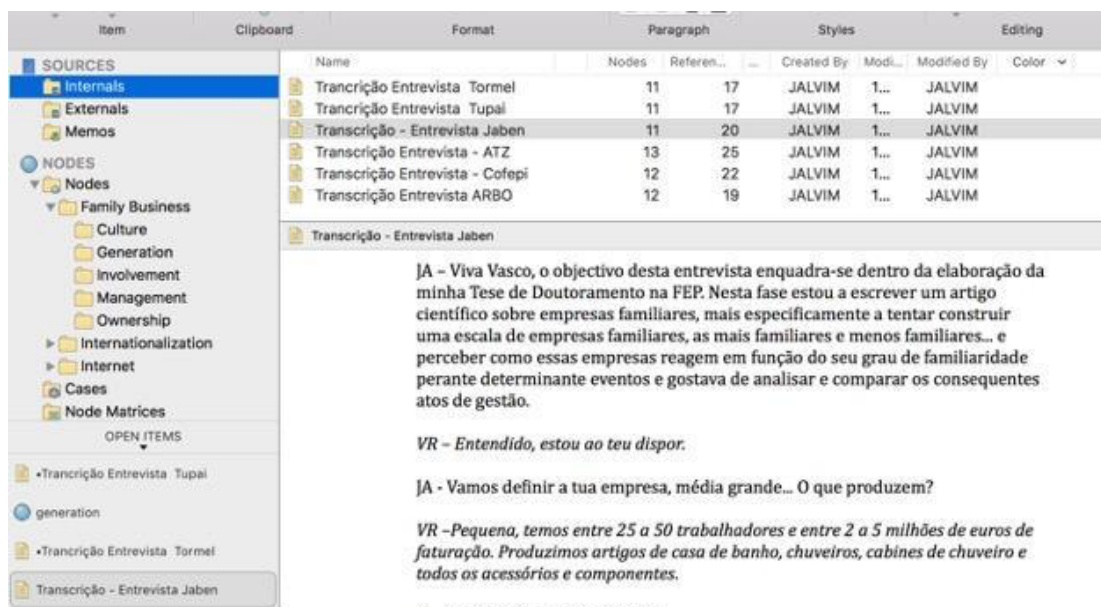 Item Clipboard Format Paragraph Styles Editing
SOURCES
Internals
Externals
Memos
NODES
Nodes
Family Business
Culture
Generation
Involvement
Management
Ownership
Internationalization
Internet
Cases
Node Matrices
OPEN ITEMS
•Trancrição Entrevista Tupai
generation
•Trancrição Entrevista Tormel
Transcrição - Entrevista Jaben
Name Nodes Referen... ... Created By Modi... Modified By Color
Trancrição Entrevista Tormel 11 17 JALVIM 1... JALVIM
Trancrição Entrevista Tupai 11 17 JALVIM 1... JALVIM
Transcrição - Entrevista Jaben 11 20 JALVIM 1... JALVIM
Transcrição Entrevista - ATZ 13 25 JALVIM 1... JALVIM
Transcrição Entrevista - Cofepi 12 22 JALVIM 1... JALVIM
Transcrição Entrevista ARBO 12 19 JALVIM 1... JALVIM
Transcrição - Entrevista Jaben
JA – Viva Vasco, o objectivo desta entrevista enquadra-se dentro da elaboração da
minha Tese de Doutoramento na FEP. Nesta fase estou a escrever um artigo
científico sobre empresas familiares, mais especificamente a tentar construir
uma escala de empresas familiares, as mais familiares e menos familiares... e
perceber como essas empresas reagem em função do seu grau de familiaridade
perante determinante eventos e gostava de analisar e comparar os consequentes
atos de gestão.
VR – Entendido, estou ao teu dispor.
JA - Vamos definir a tua empresa, média grande... O que produzem?
VR –Pequena, temos entre 25 a 50 trabalhadores e entre 2 a 5 milhões de euros de
faturação. Produzimos artigos de casa de banho, chuveiros, cabines de chuveiro e
todos os acessórios e componentes.